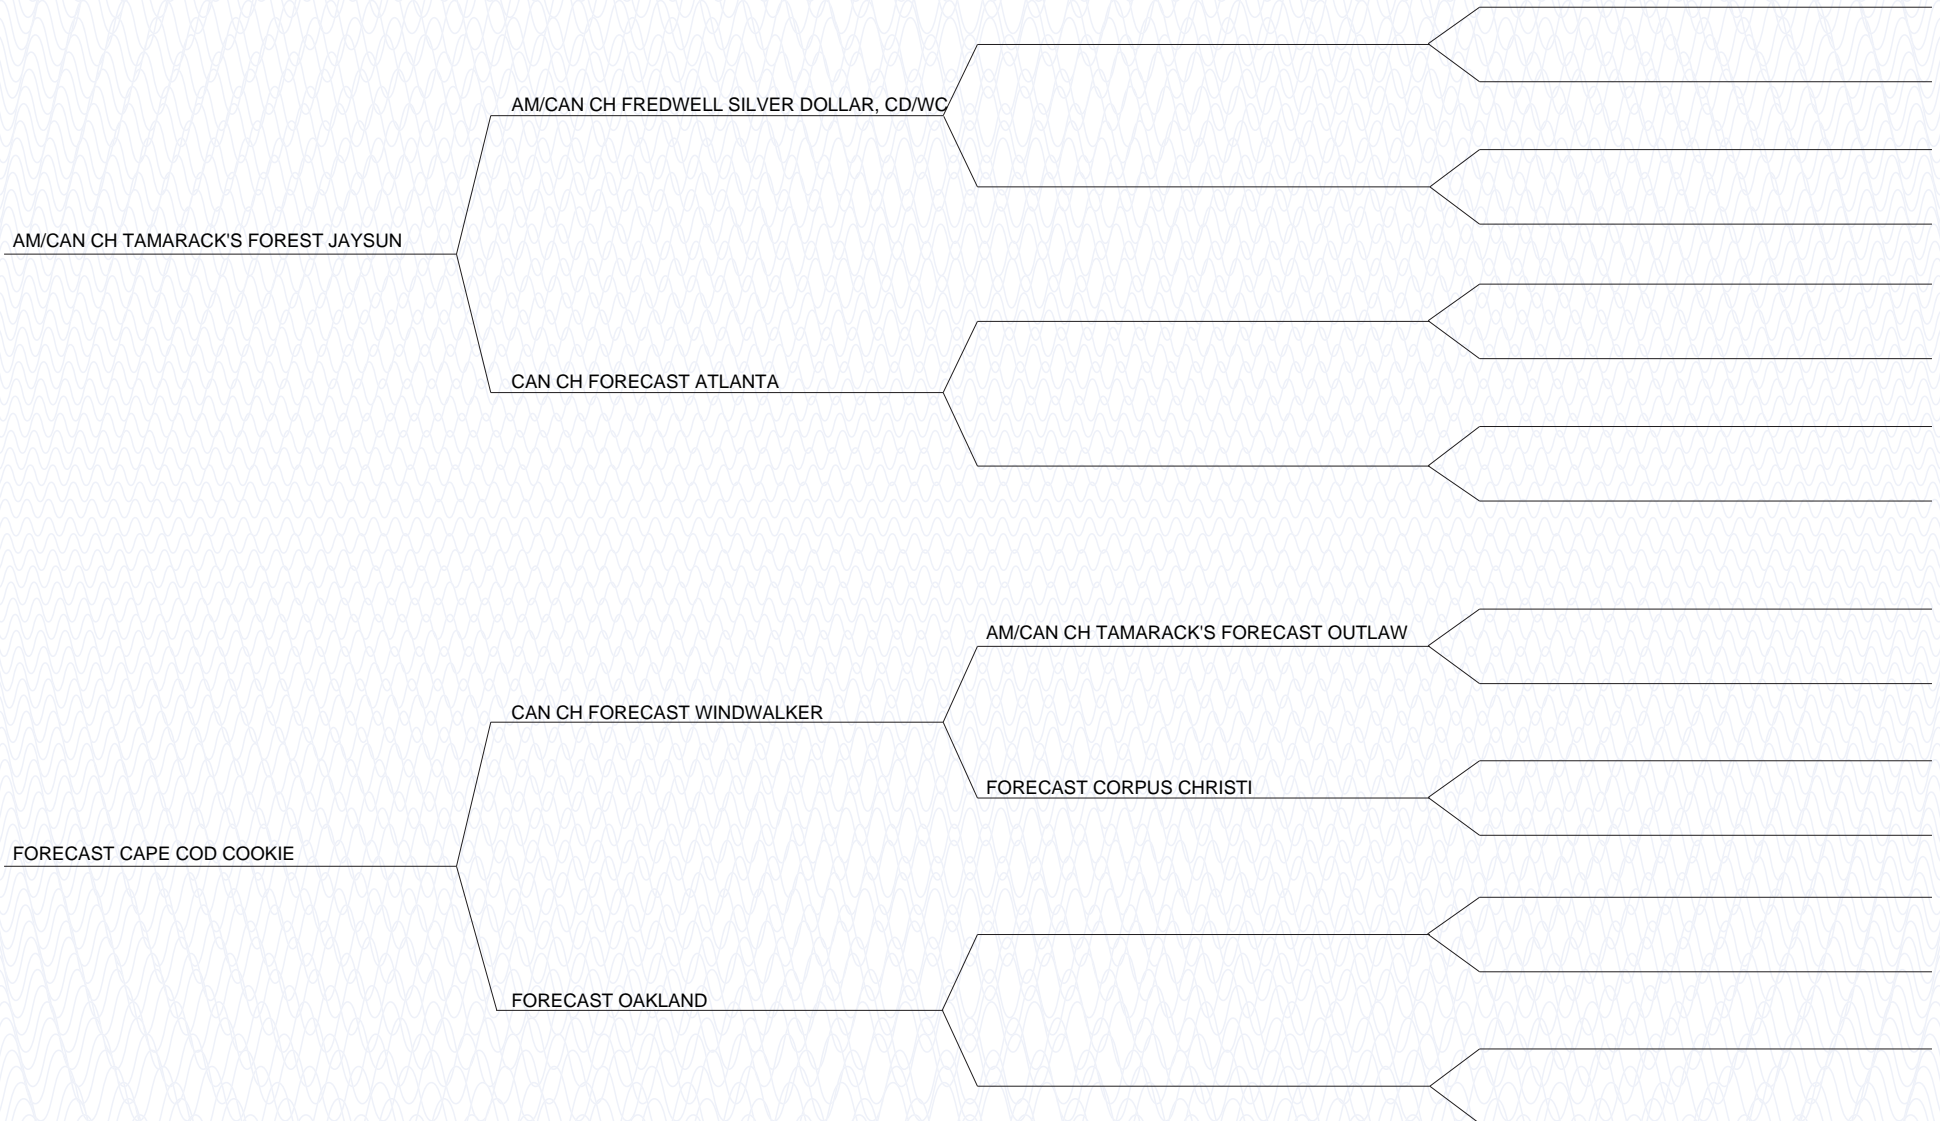 AM/CAN CH FREDWELL SILVER DOLLAR, CD/WC
AM/CAN CH TAMARACK'S FOREST JAYSUN
CAN CH FORECAST ATLANTA
AM/CAN CH TAMARACK'S FORECAST OUTLAW
CAN CH FORECAST WINDWALKER
FORECAST CORPUS CHRISTI
FORECAST CAPE COD COOKIE
FORECAST OAKLAND